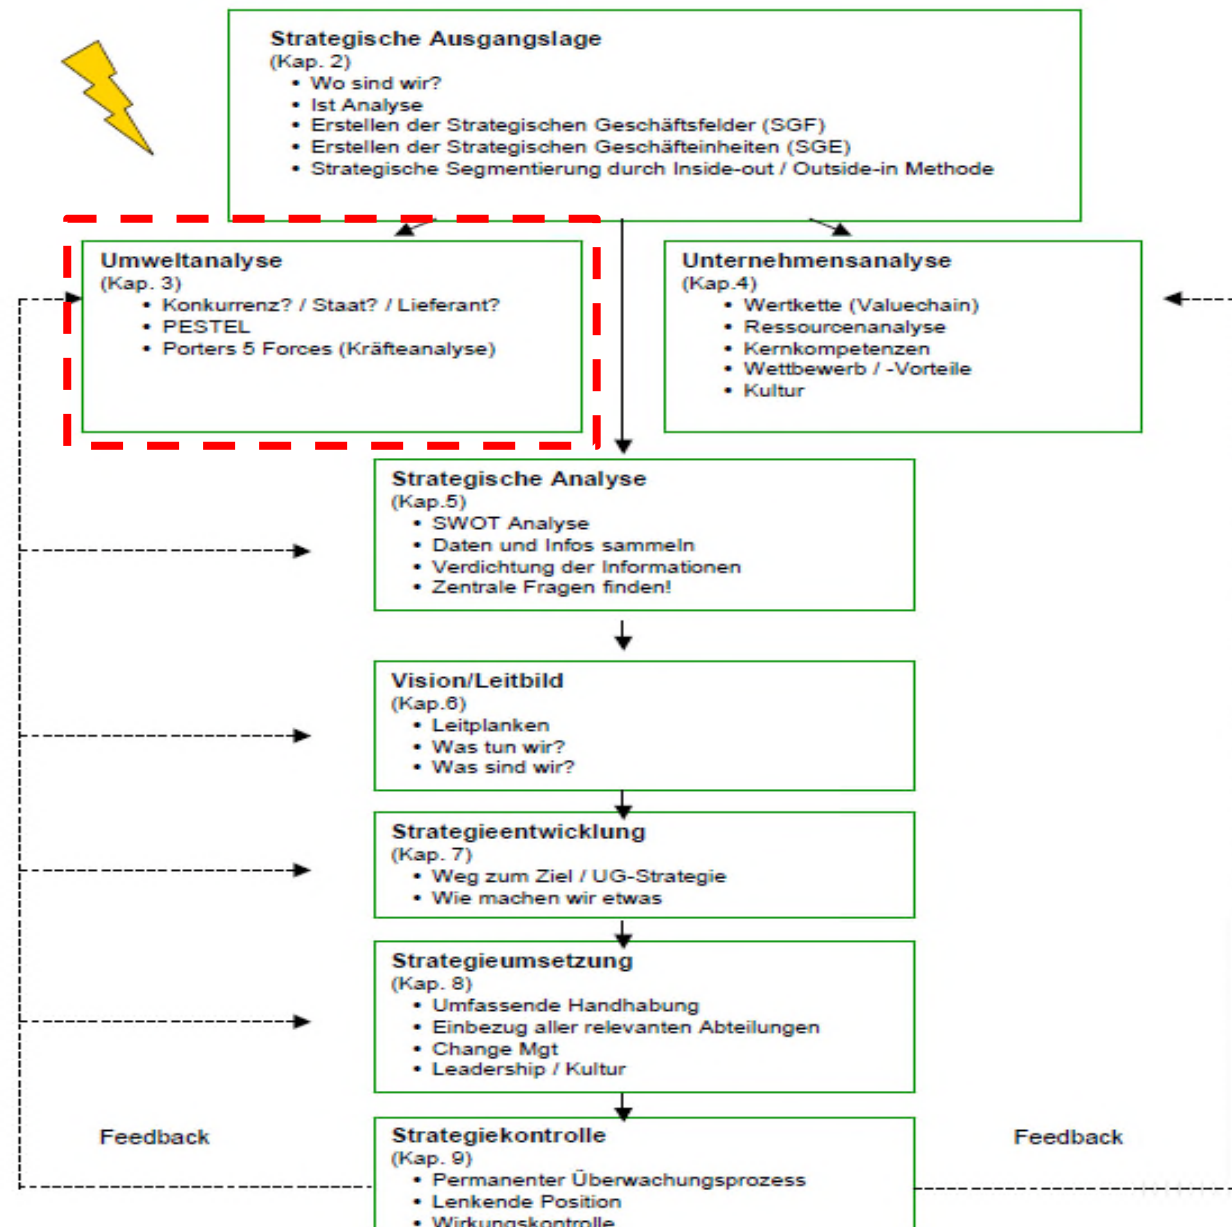 Strategische Ausgangslage
(Kap. 2)
• Wo sind wir?
• Ist Analyse
• Erstellen der Strategischen Geschäftsfelder (SGF)
• Erstellen der Strategischen Geschäfteinheiten (SGE)
• Strategische Segmentierung durch Inside-out / Outside-in Methode
Umweltanalyse
(Kap. 3)
• Konkurrenz? / Staat? / Lieferant?
• PESTEL
• Porters 5 Forces (Kräfteanalyse)
Unternehmensanalyse
(Kap.4)
• Wertkette (Valuechain)
• Ressourcenanalyse
• Kernkompetenzen
• Wettbewerb / -Vorteile
• Kultur
Strategische Analyse
(Kap.5)
• SWOT Analyse
• Daten und Infos sammeln
• Verdichtung der Informationen
• Zentrale Fragen finden!
Vision/Leitbild
(Kap.6)
• Leitplanken
• Was tun wir?
• Was sind wir?
Strategieentwicklung
(Kap. 7)
• Weg zum Ziel / UG-Strategie
• Wie machen wir etwas
Strategieumsetzung
(Kap. 8)
• Umfassende Handhabung
• Einbezug aller relevanten Abteilungen
• Change Mgt
• Leadership / Kultur
Feedback
Strategiekontrolle
(Kap. 9)
• Permanenter Überwachungsprozess
• Lenkende Position
• Wirkungskontrolle
Feedback